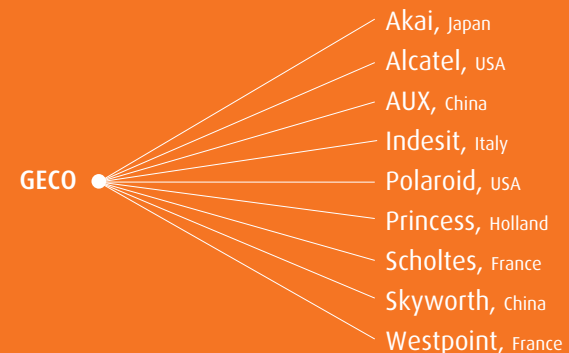 Akai, Japan
Alcatel, USA
AUX, China
Indesit, Italy
GECO
Polaroid, USA
Princess, Holland
Scholtes, France
Skyworth, China
Westpoint, France